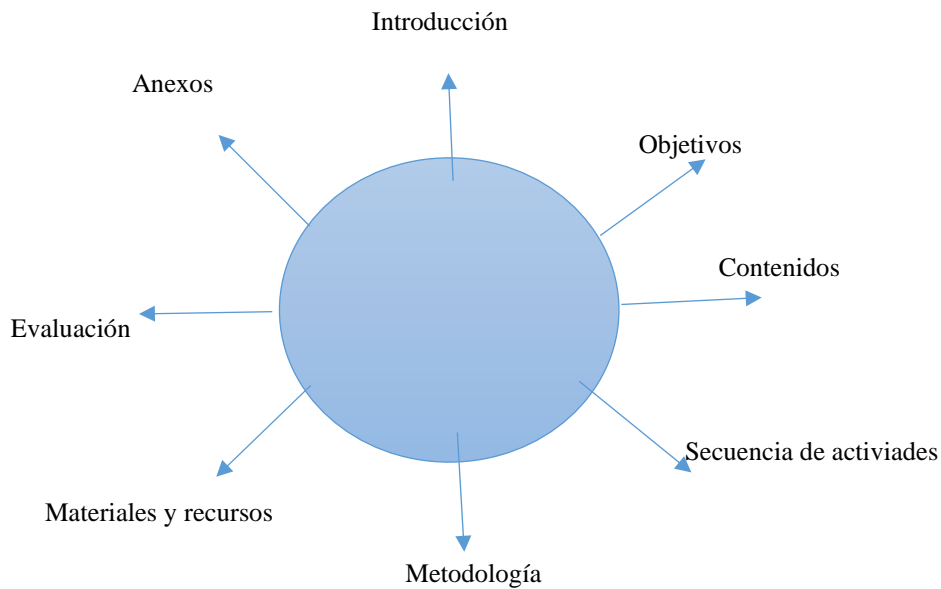 Introducción
Anexos
Objetivos
Contenidos
Evaluación
Secuencia de activiades
Materiales y recursos
Metodología